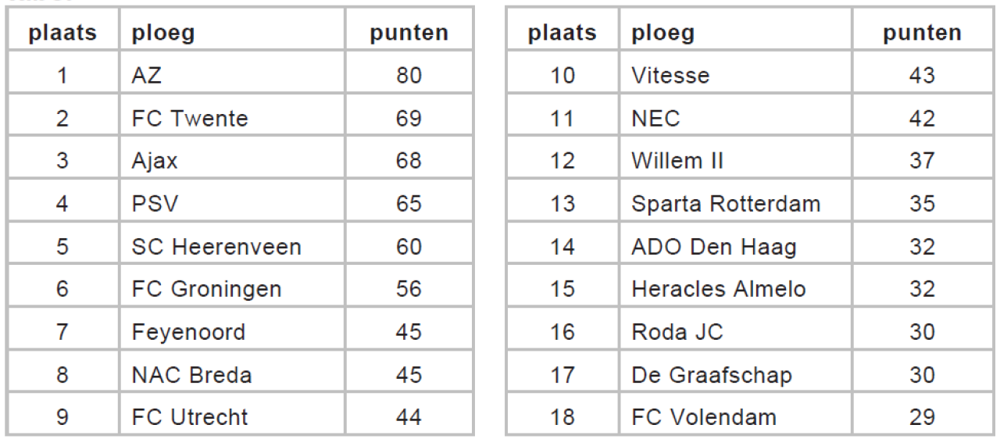 plaats ploeg punten
1 AZ 80
2 FC Twente 69
3 Ajax 68
4 PSV 65
5 SC Heerenveen 60
6 FC Groningen 56
7 Feyenoord 45
8 NAC Breda 45
9 FC Utrecht 44
plaats ploeg punten
10 Vitesse 43
11 NEC 42
12 Willem II 37
13 Sparta Rotterdam 35
14 ADO Den Haag 32
15 Heracles Almelo 32
16 Roda JC 30
17 De Graafschap 30
18 FC Volendam 29